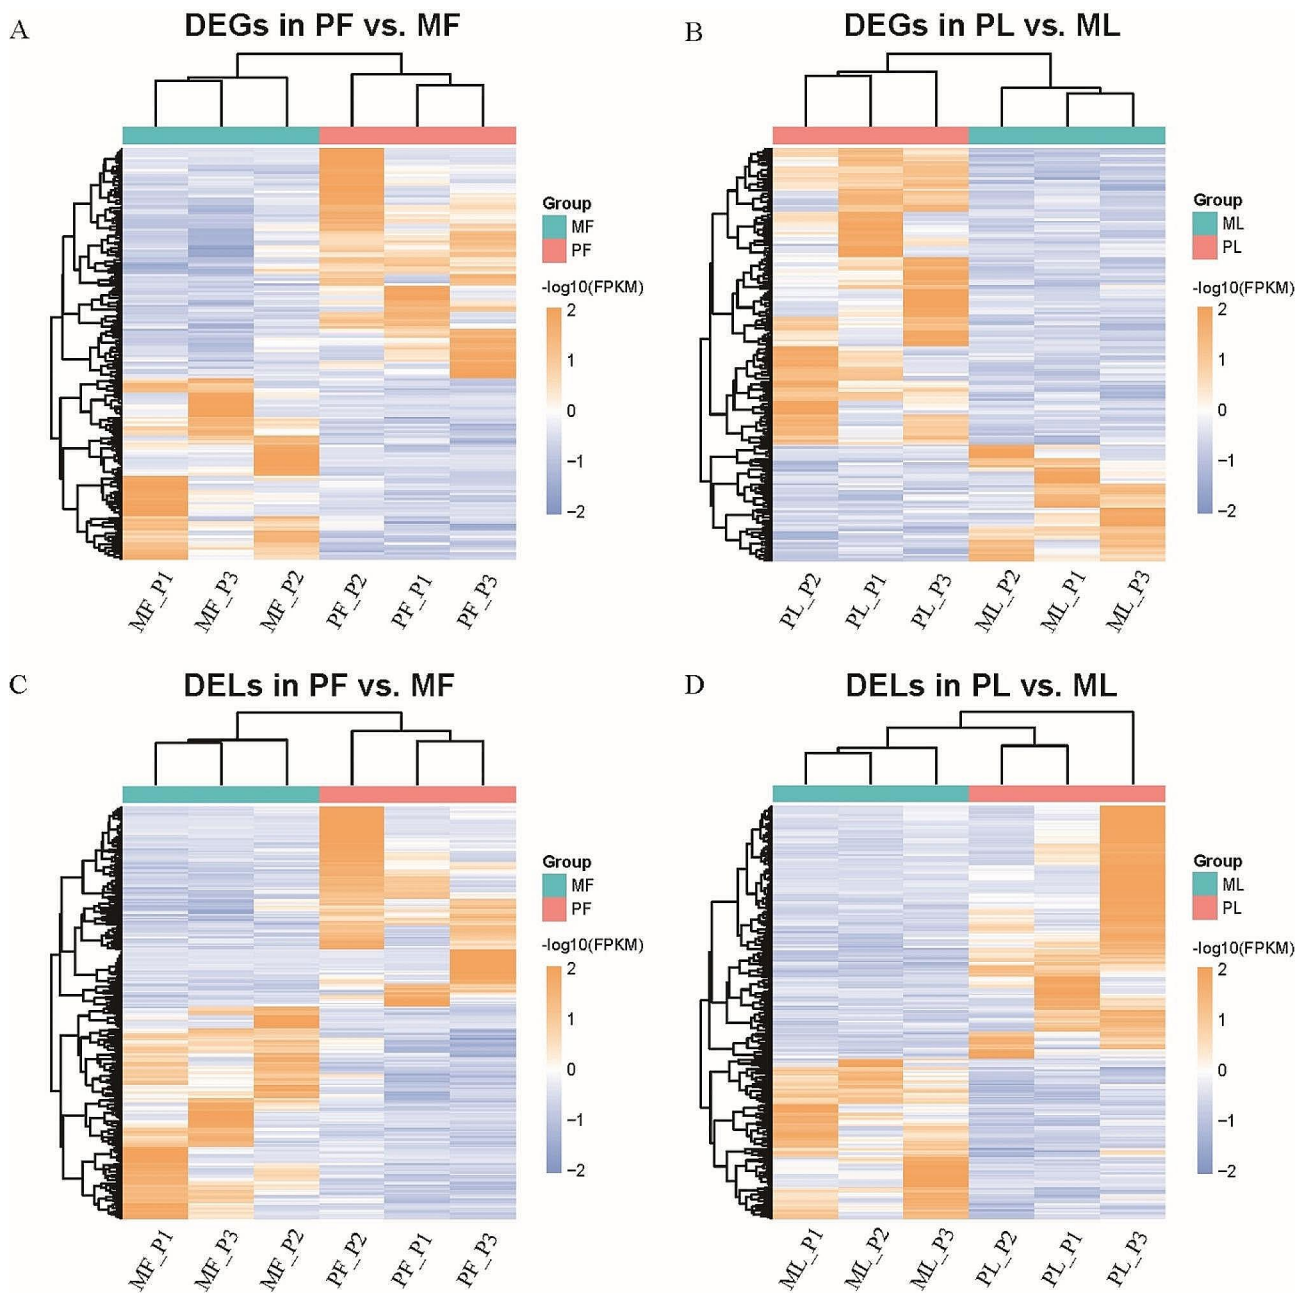 A
DEGs in PF vs. MF
Group
MF
PF
-log10(FPKM)
2
1
0
−1
−2
MF_P1
MF_P3
MF_P2
PF_P2
PF_P1
PF_P3
B
DEGs in PL vs. ML
Group
ML
PL
-log10(FPKM)
2
1
0
−1
−2
PL_P2
PL_P1
PL_P3
ML_P2
ML_P1
ML_P3
C
DELs in PF vs. MF
Group
MF
PF
-log10(FPKM)
2
1
0
−1
−2
MF_P1
MF_P3
MF_P2
PF_P2
PF_P1
PF_P3
D
DELs in PL vs. ML
Group
ML
PL
-log10(FPKM)
2
1
0
−1
−2
ML_P1
ML_P2
ML_P3
PL_P2
PL_P1
PL_P3